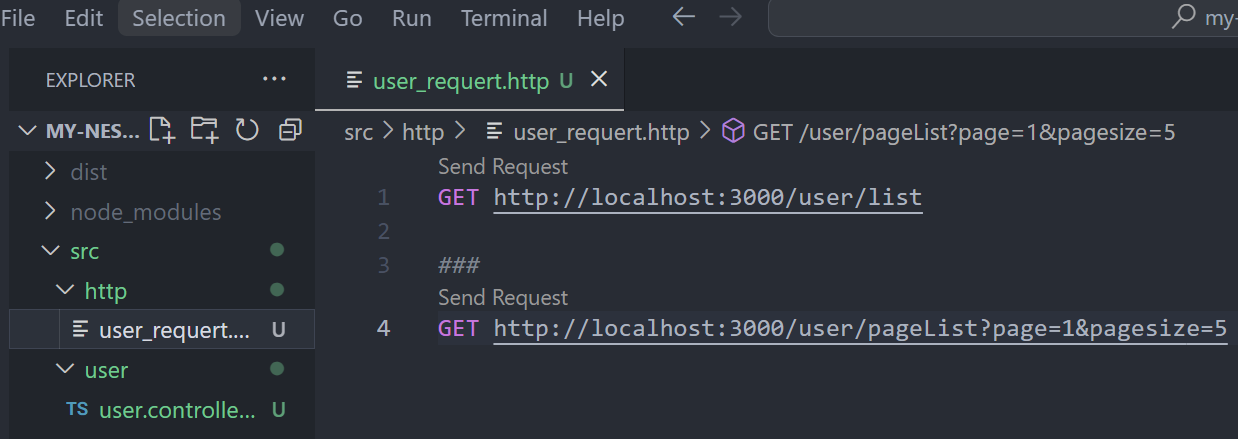 File Edit Selection View Go Run Terminal Help my-
EXPLORER ...
user_requert.http U
MY-NES...
src > http > user_requert.http > GET /user/pageList?page=1&pagesize=5
dist
node_modules
src
http
user_requert.... U
user
TS user.controlle... U
Send Request
1 GET http://localhost:3000/user/list
2
3 ###
Send Request
4 GET http://localhost:3000/user/pageList?page=1&pagesize=5